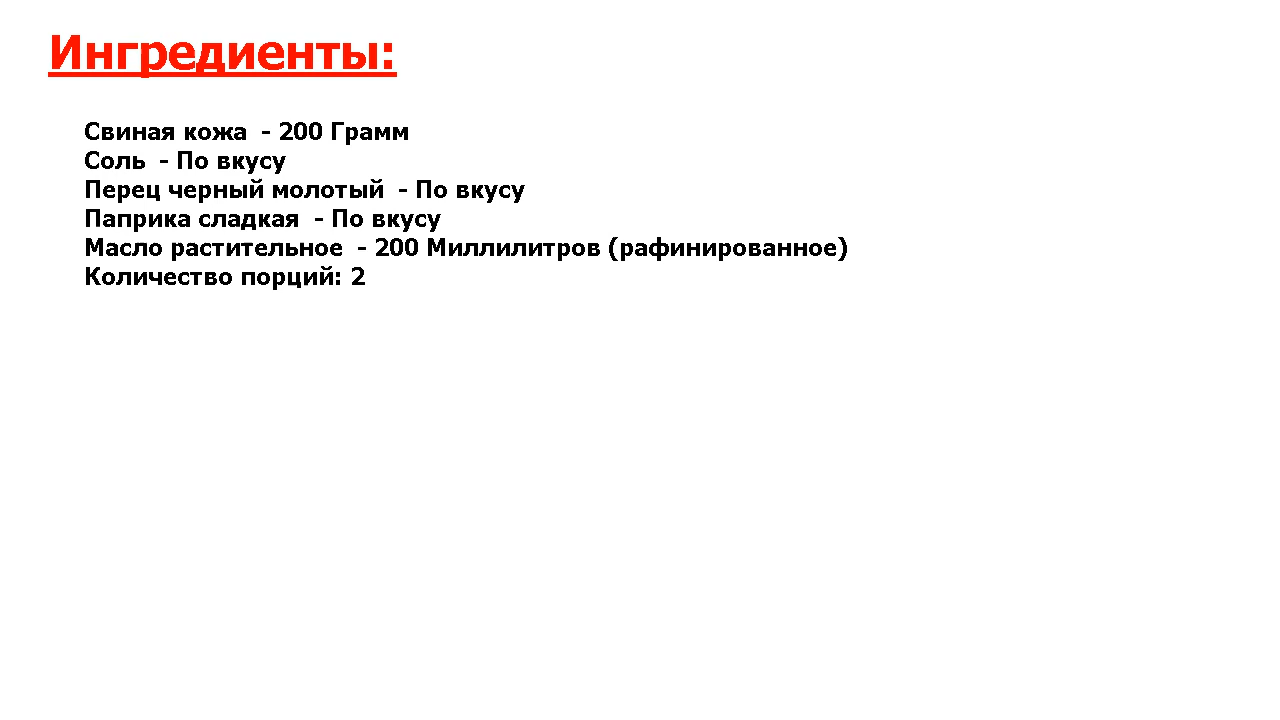 Ингредиенты:
Свиная кожа  - 200 Грамм
Соль  - По вкусу
Перец черный молотый  - По вкусу
Паприка сладкая  - По вкусу
Масло растительное  - 200 Миллилитров (рафинированное)
Количество порций: 2